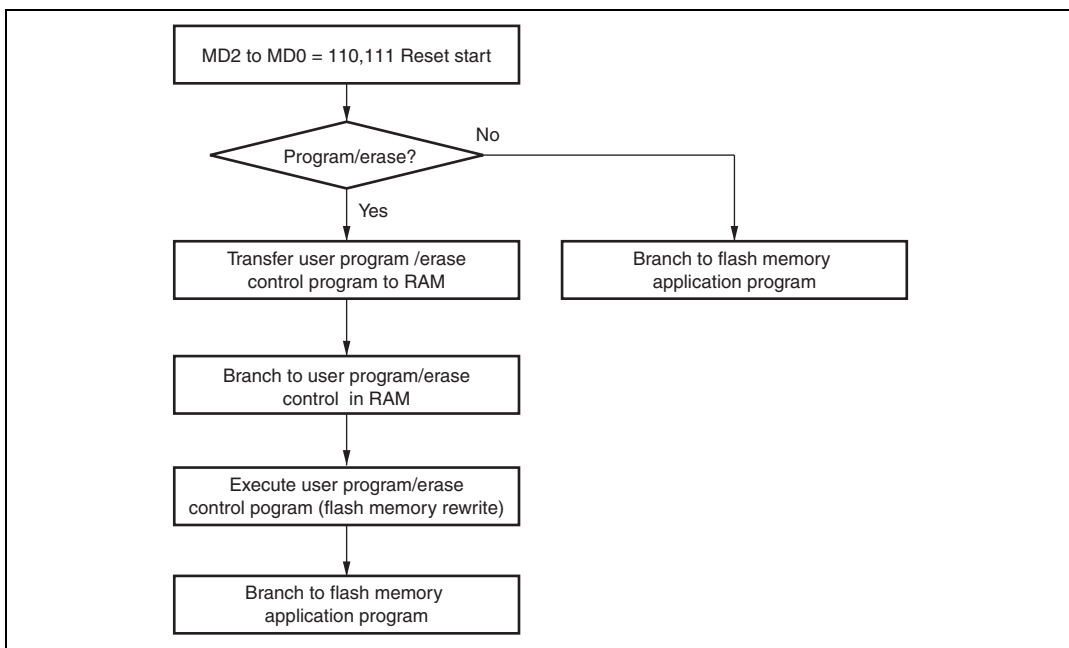 MD2 to MD0 = 110,111 Reset start
Program/erase?
No
Yes
Transfer user program /erase
control program to RAM
Branch to flash memory
application program
Branch to user program/erase
control in RAM
Execute user program/erase
control pogram (flash memory rewrite)
Branch to flash memory
application program